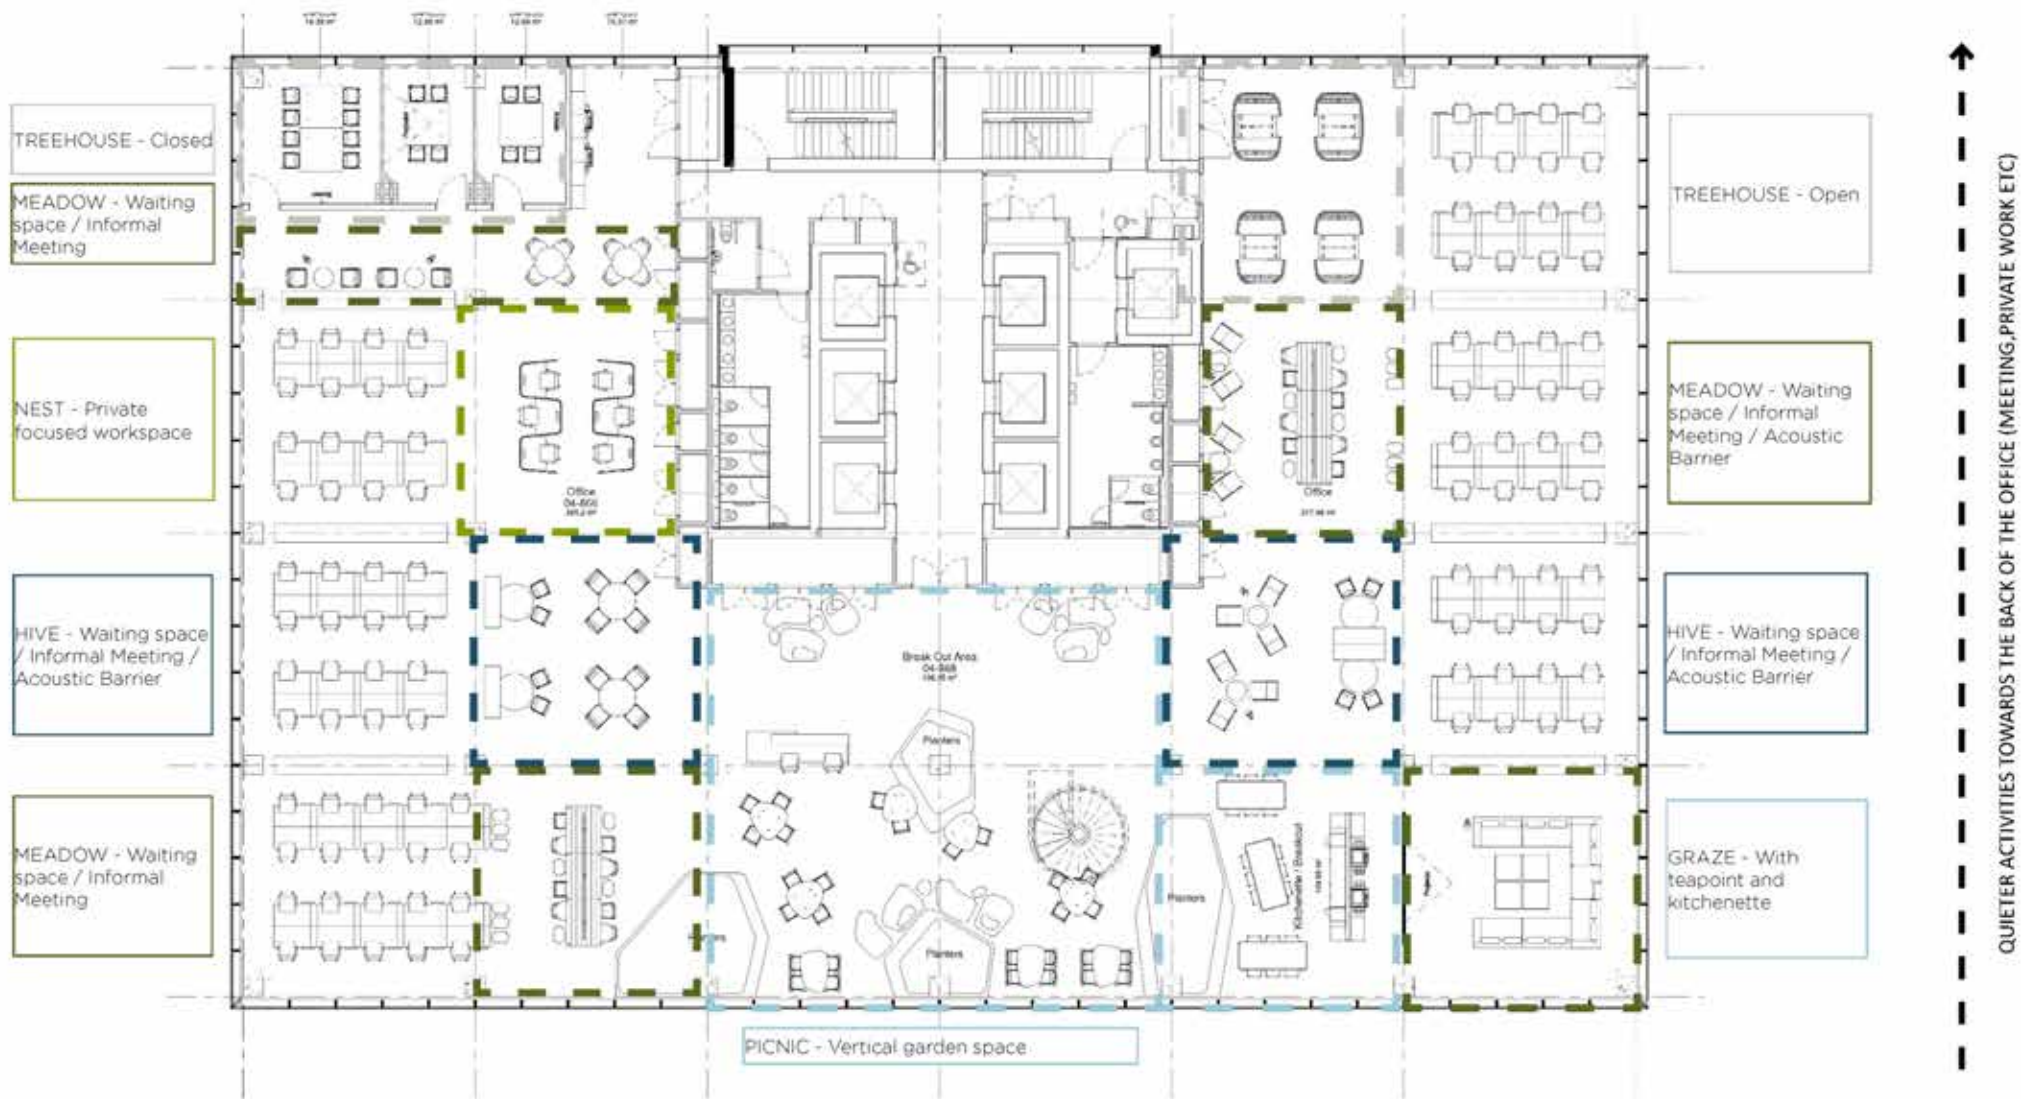 TREEHOUSE - Closed
MEADOW - Waiting
space / Informal
Meeting
NEST - Private
focused workspace
HIVE - Waiting space
/ Informal Meeting /
Acoustic Barrier
MEADOW - Waiting
space / Informal
Meeting
Office
Office
Break Out Area
Planters
Planters
Planters
Kitchenette / Breakout
PICNIC - Vertical garden space
TREEHOUSE - Open
MEADOW - Waiting
space / Informal
Meeting / Acoustic
Barrier
HIVE - Waiting space
/ Informal Meeting /
Acoustic Barrier
GRAZE - With
teapoint and
kitchenette
QUIETER ACTIVITIES TOWARDS THE BACK OF THE OFFICE (MEETING,PRIVATE WORK ETC)